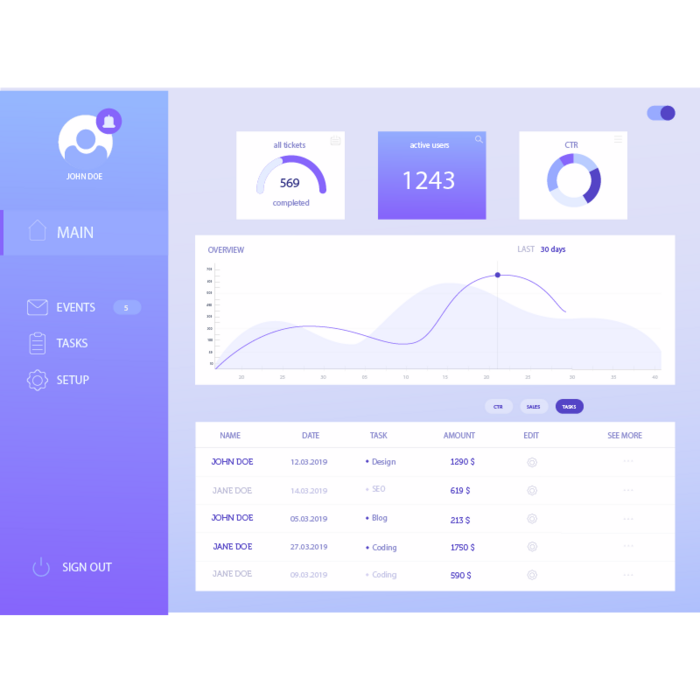 JOHN DOE
MAIN
EVENTS 5
TASKS
SETUP
SIGN OUT
all tickets
569
completed
active users
1243
CTR
OVERVIEW
LAST 30 days
CTR SALES TASKS
NAME DATE TASK AMOUNT EDIT SEE MORE
JOHN DOE 12.03.2019 • Design 1290 $
JANE DOE 14.03.2019 • SEO 619 $
JOHN DOE 05.03.2019 • Blog 213 $
JANE DOE 27.03.2019 • Coding 1750 $
JANE DOE 09.03.2019 • Coding 590 $